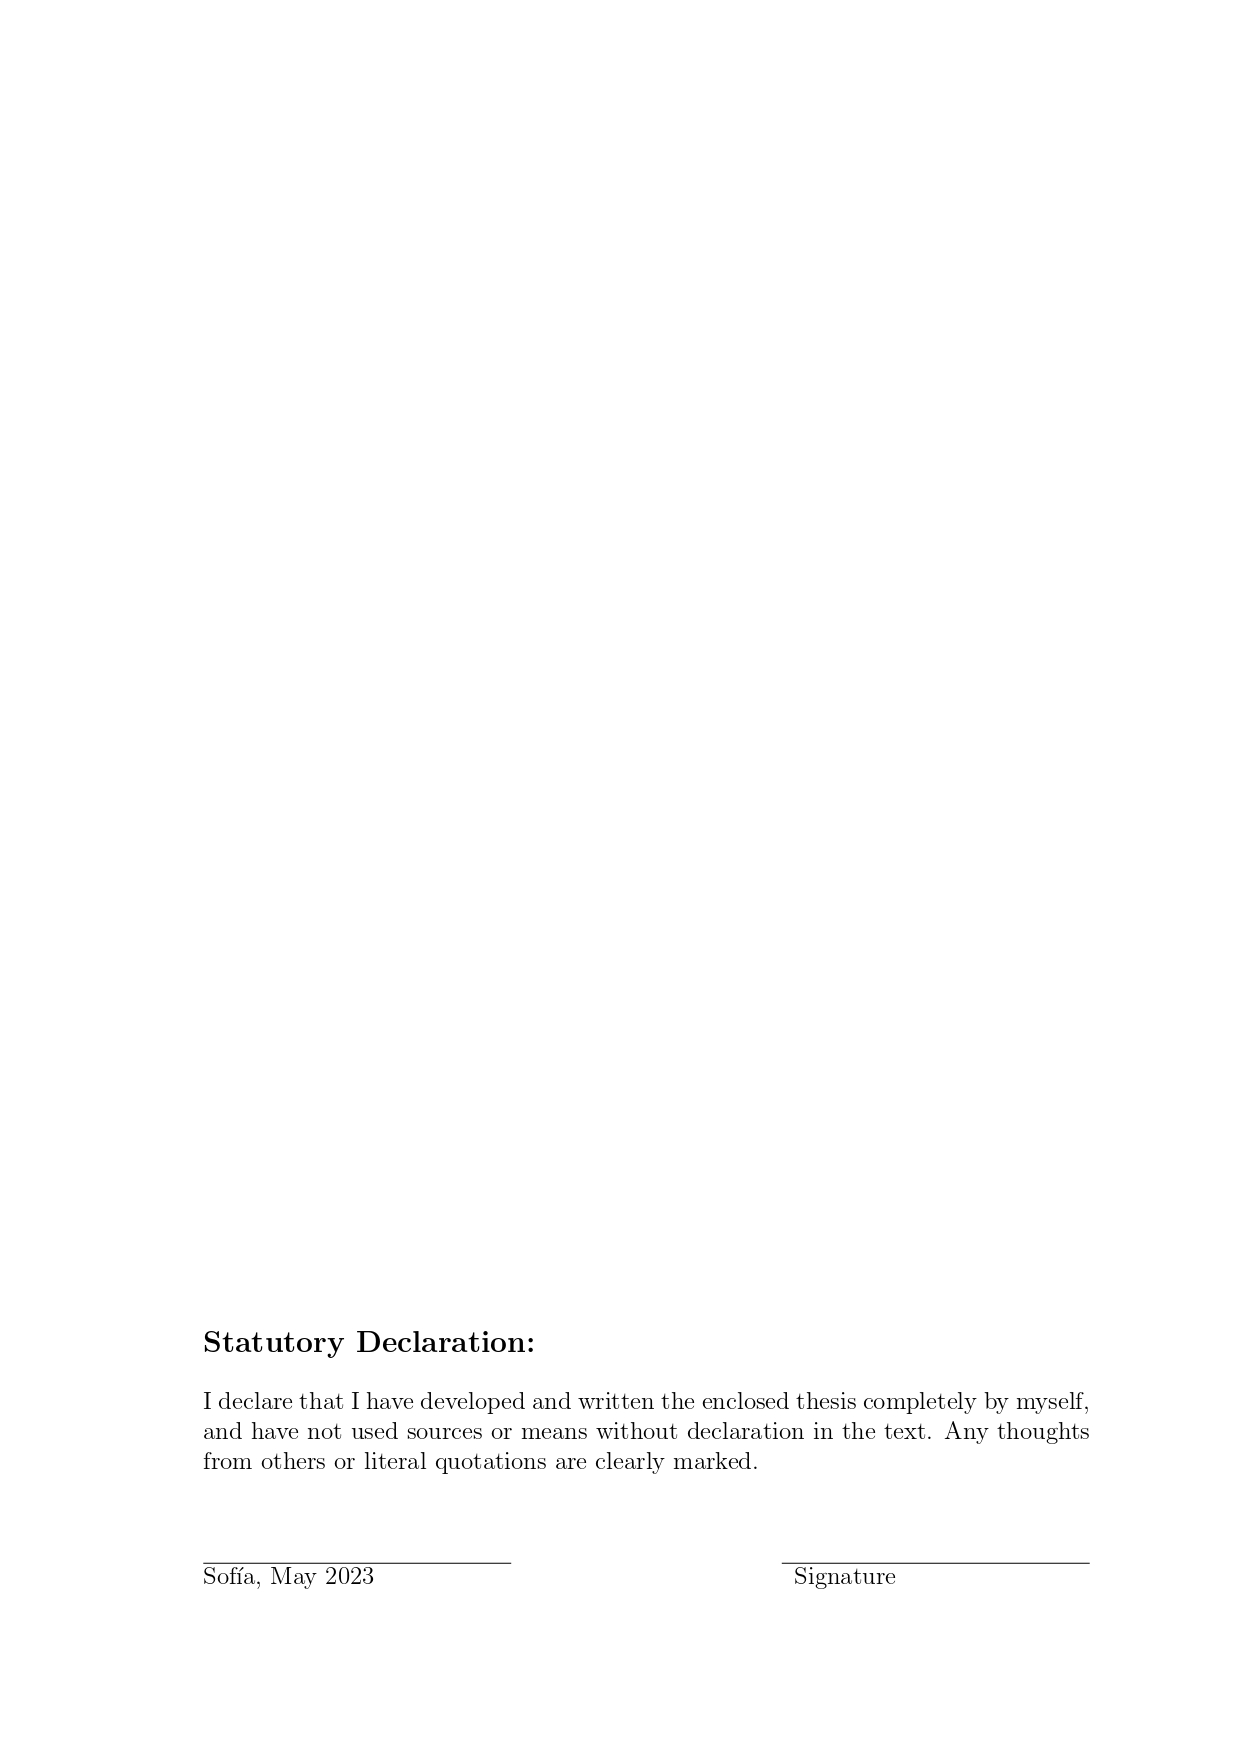 Statutory Declaration:
I declare that I have developed and written the enclosed thesis completely by myself,
and have not used sources or means without declaration in the text. Any thoughts
from others or literal quotations are clearly marked.
Sofía, May 2023
Signature